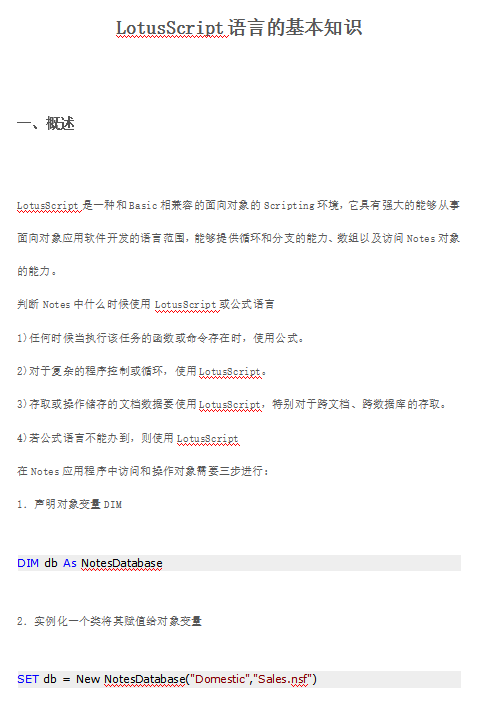 LotusScript语言的基本知识
一、概述
LotusScript是一种和Basic相兼容的面向对象的Scripting环境,它具有强大的能够从事
面向对象应用软件开发的语言范围,能够提供循环和分支的能力、数组以及访问Notes对象
的能力。
判断Notes中什么时候使用LotusScript或公式语言
1)任何时候当执行该任务的函数或命令存在时,使用公式。
2)对于复杂的程序控制或循环,使用LotusScript。
3)存取或操作储存的文档数据要使用LotusScript,特别对于跨文档、跨数据库的存取。
4)若公式语言不能办到,则使用LotusScript
在Notes应用程序中访问和操作对象需要三步进行:
1.声明对象变量DIM
DIM db As NotesDatabase
2.实例化一个类将其赋值给对象变量
SET db = New NotesDatabase("Domestic","Sales.nsf")